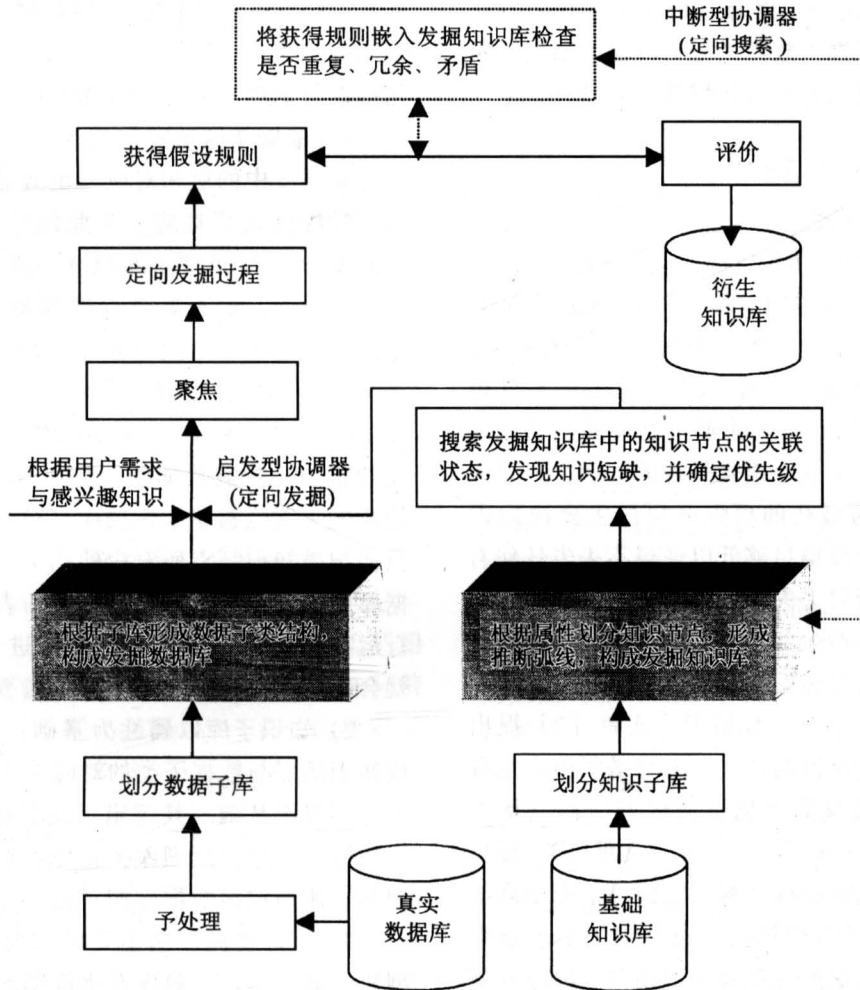 将获得规则嵌入发掘知识库检查
是否重复、冗余、矛盾
中断型协调器
(定向搜索)
获得假设规则
评价
定向发掘过程
衍生
知识库
聚焦
搜索发掘知识库中的知识节点的关联
状态，发现知识短缺，并确定优先级
根据用户需求
与感兴趣知识
启发型协调器
(定向发掘)
根据子库形成数据子类结构，
构成发掘数据库
根据属性划分知识节点，形成
推断弧线，构成发掘知识库
划分数据子库
划分知识子库
予处理
真实
数据库
基础
知识库